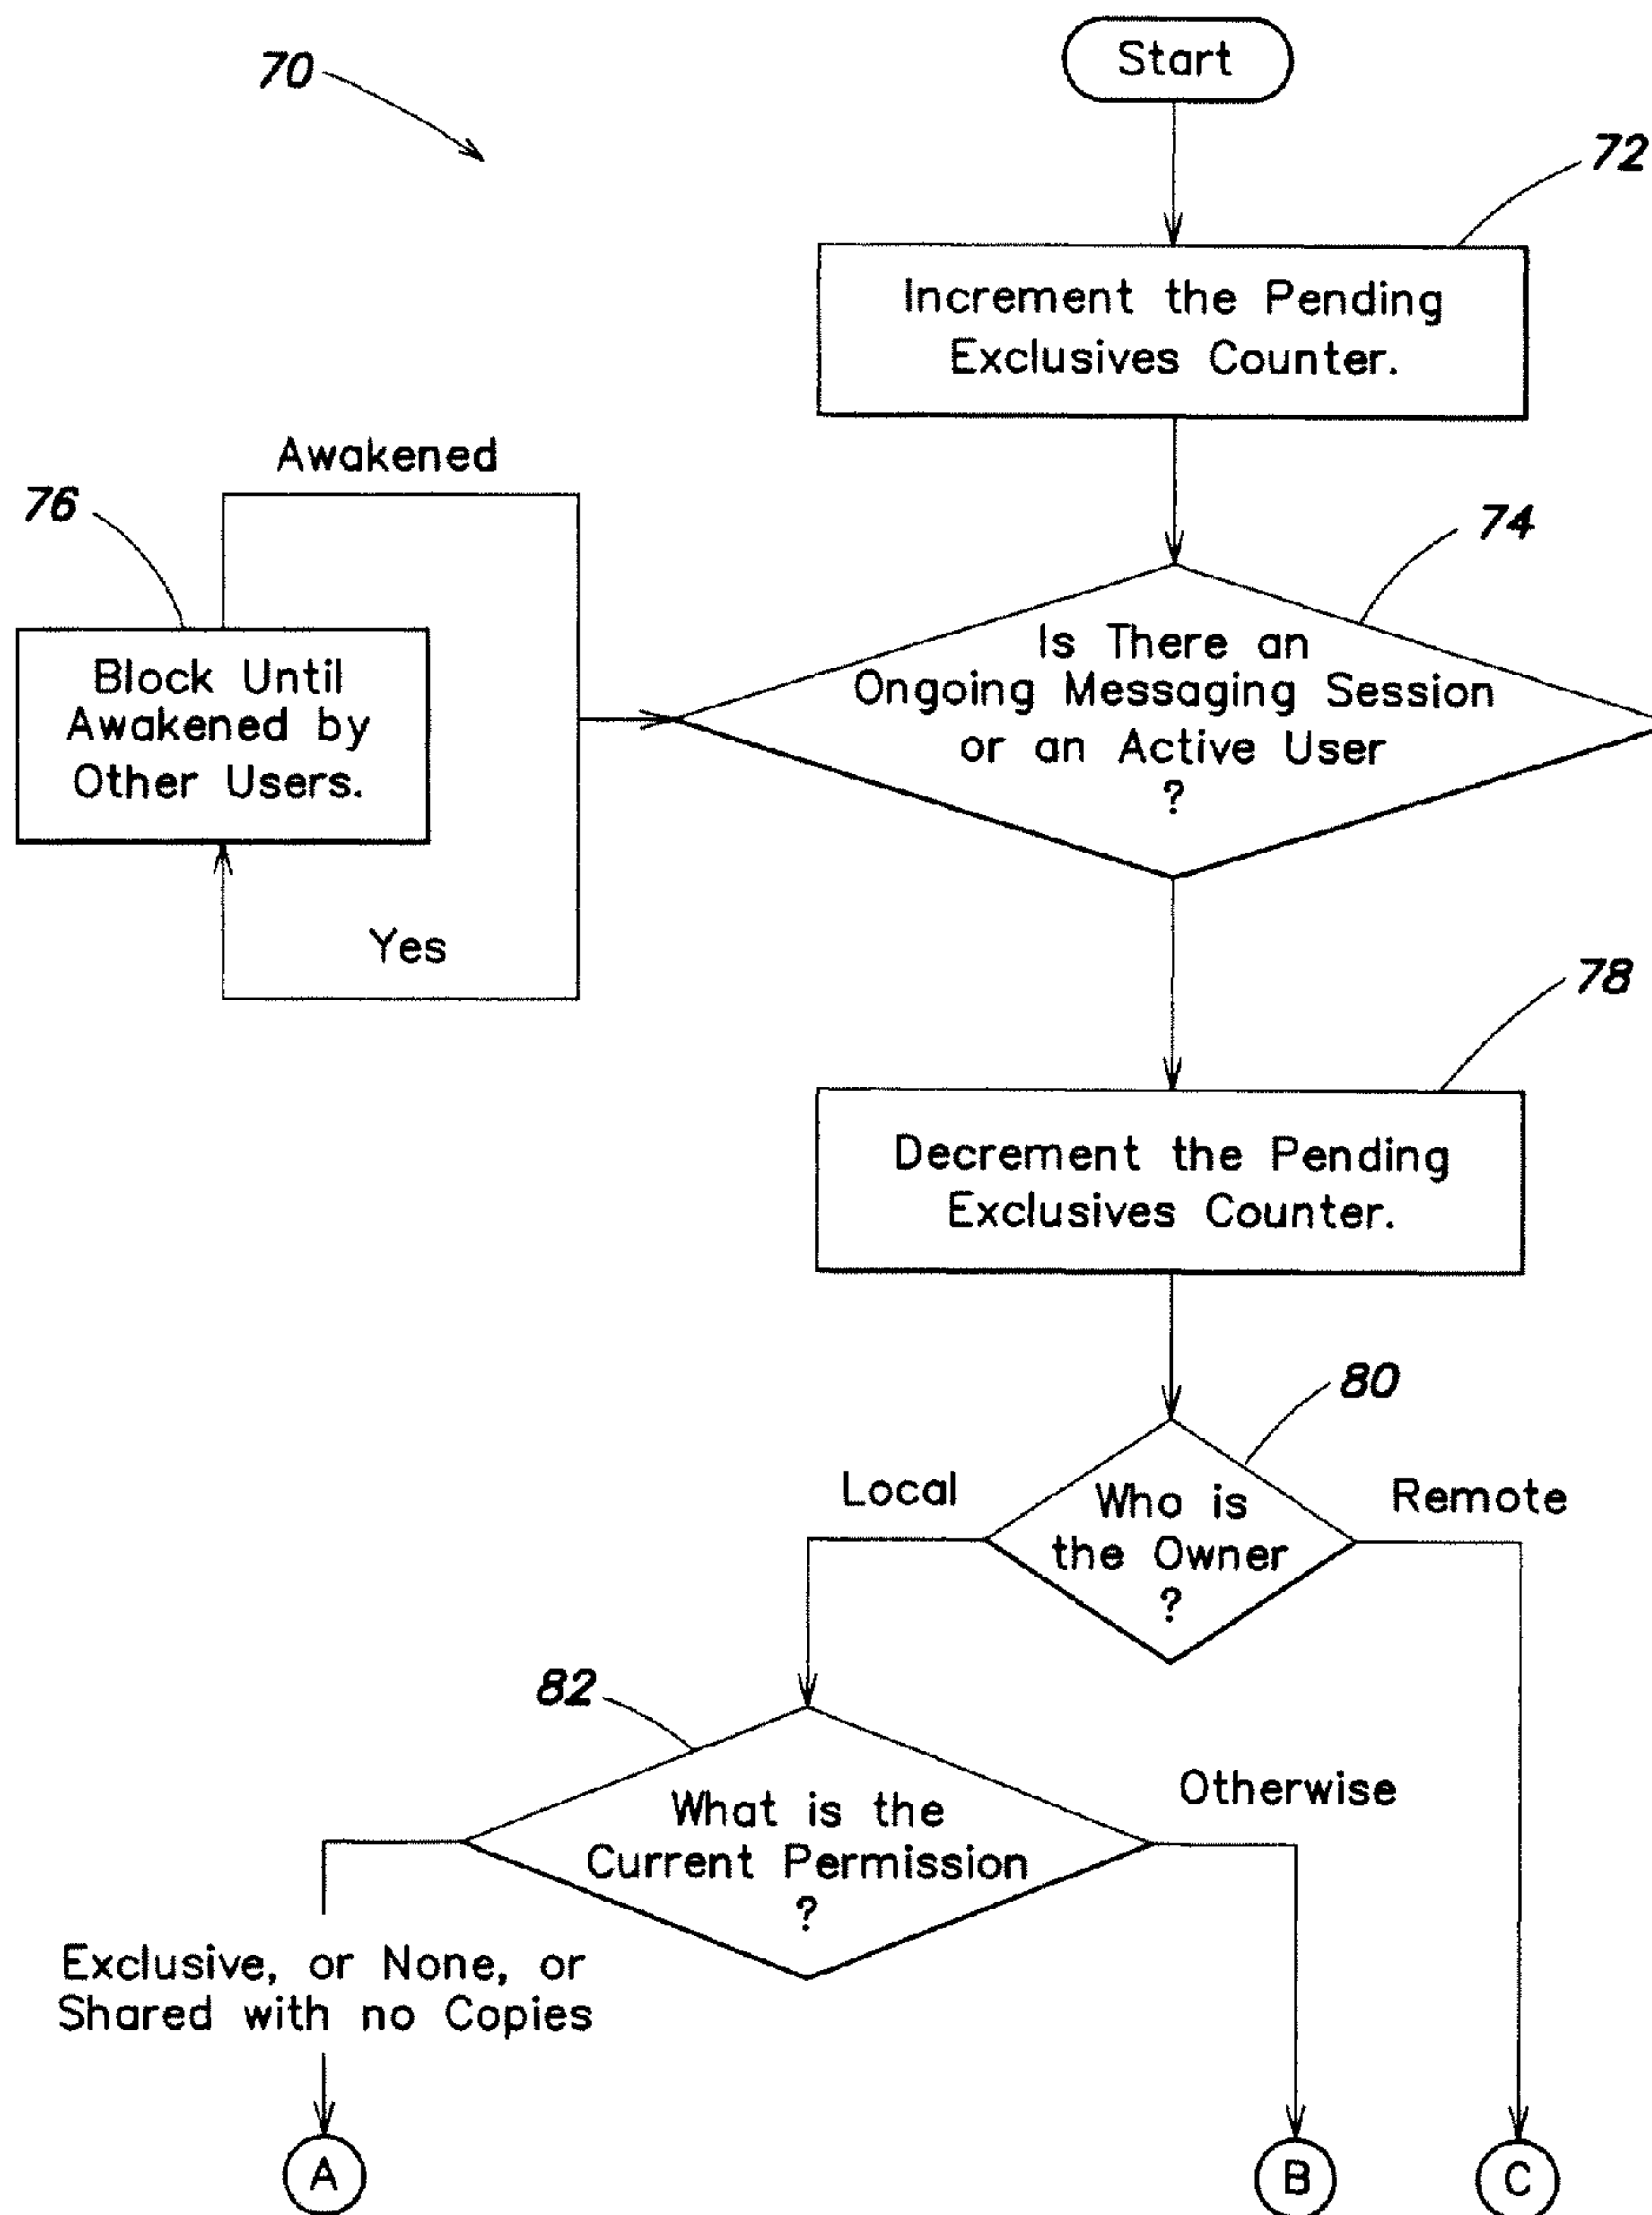 70
Start
72
Increment the Pending
Exclusives Counter.
Awakened
76
74
Block Until
Awakened by
Other Users.
Is There an
Ongoing Messaging Session
or an Active User
?
Yes
78
Decrement the Pending
Exclusives Counter.
80
Local
Who is
the Owner
?
Remote
82
What is the
Current Permission
?
Otherwise
Exclusive, or None, or
Shared with no Copies
A
B
C